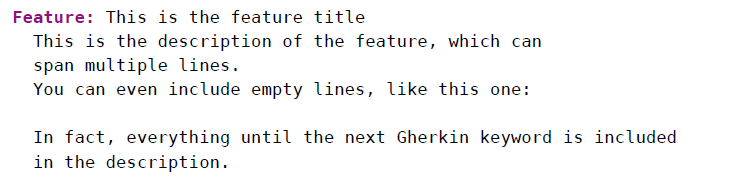 Feature: This is the feature title
This is the description of the feature, which can
span multiple lines.
You can even include empty lines, like this one:

In fact, everything until the next Gherkin keyword is included
in the description.